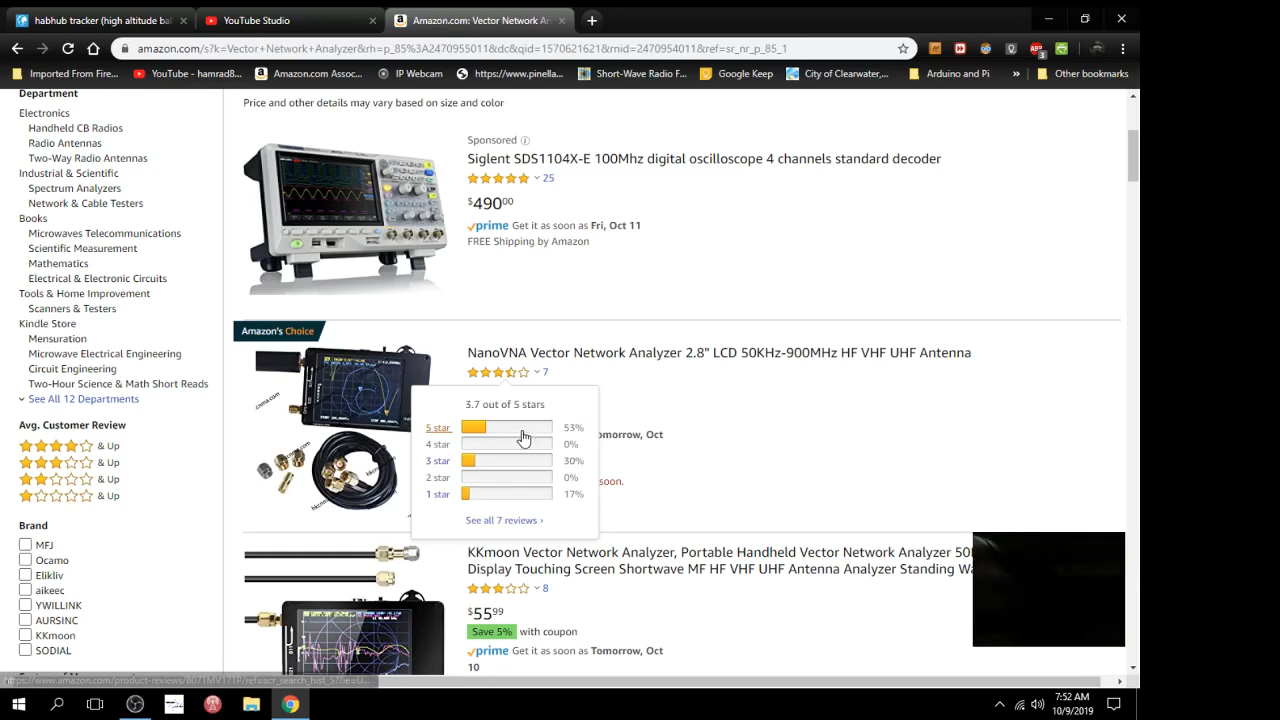 habhub tracker (high altitude bal
YouTube Studio
Amazon.com: Vector Network An
amazon.com/s?k=Vector+Network+Analyzer&rh=p_85%3A2470955011&dc&qid=1570621621&rnid=2470954011&ref=sr_nr_p_85_1
Imported From Fire...
YouTube - hamrad8...
Amazon.com Assoc...
IP Webcam
https://www.pinella...
Short-Wave Radio F...
Google Keep
City of Clearwater,...
Arduino and Pi
»
Other bookmarks
Department
Electronics
Handheld CB Radios
Radio Antennas
Two-Way Radio Antennas
Industrial & Scientific
Spectrum Analyzers
Network & Cable Testers
Books
Microwaves Telecommunications
Scientific Measurement
Mathematics
Electrical & Electronic Circuits
Tools & Home Improvement
Scanners & Testers
Kindle Store
Mensuration
Microwave Electrical Engineering
Circuit Engineering
Two-Hour Science & Math Short Reads
See All 12 Departments
Avg. Customer Review
& Up
& Up
& Up
& Up
Brand
MFJ
Ocamo
Elikliv
aikeec
YWILLINK
AURSINC
KKmoon
SODIAL
Price and other details may vary based on size and color
Sponsored
Siglent SDS1104X-E 100Mhz digital oscilloscope 4 channels standard decoder
25
$49000
prime Get it as soon as Fri, Oct 11
FREE Shipping by Amazon
Amazon's Choice
NanoVNA Vector Network Analyzer 2.8" LCD 50KHz-900MHz HF VHF UHF Antenna
7
3.7 out of 5 stars
5 star 53%
4 star 0%
3 star 30%
2 star 0%
1 star 17%
See all 7 reviews ›
omorrow, Oct
soon.
KKmoon Vector Network Analyzer, Portable Handheld Vector Network Analyzer 50
Display Touching Screen Shortwave MF HF VHF UHF Antenna Analyzer Standing Wa
8
$5599
Save 5% with coupon
prime Get it as soon as Tomorrow, Oct
10
3
7:52 AM
10/9/2019